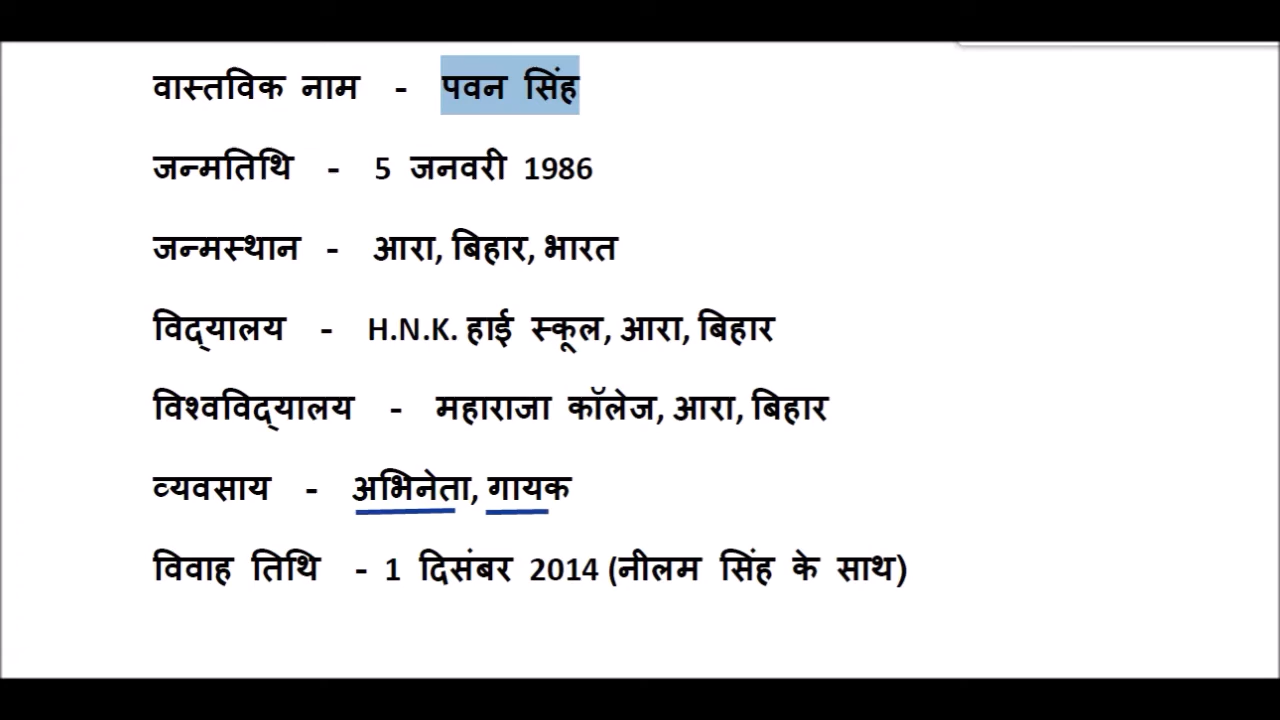 वास्तविक नाम - पवन सिंह
जन्मतिथि - 5 जनवरी 1986
जन्मस्थान - आरा, बिहार, भारत
विद्यालय - H.N.K. हाई स्कूल, आरा, बिहार
विश्वविद्यालय - महाराजा कॉलेज, आरा, बिहार
व्यवसाय - अभिनेता, गायक
विवाह तिथि - 1 दिसंबर 2014 (नीलम सिंह के साथ)